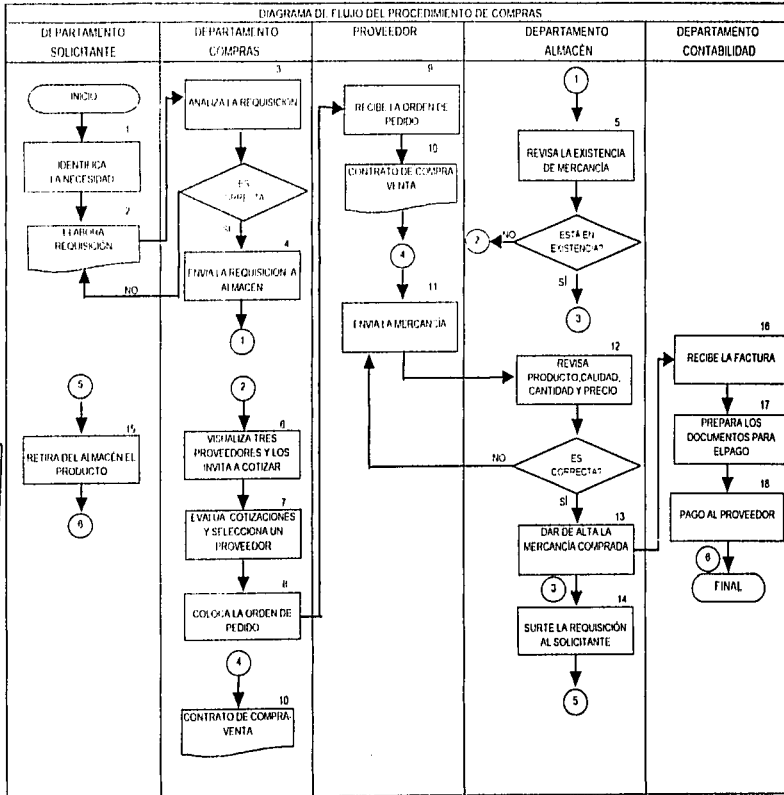 DIAGRAMA DE FLUJO DEL PROCEDIMIENTO DE COMPRAS
DEPARTAMENTO
SOLICITANTE
INICIO
1
IDENTIFICA
LA NECESIDAD
2
ELABORA
REQUISICIÓN
NO
5
15
RETIRA DEL ALMACÉN EL
PRODUCTO
6
DEPARTAMENTO
COMPRAS
3
ANALIZA LA REQUISICIÓN
ES
SÍ
4
ENVIA LA REQUISICIÓN A
ALMACÉN
1
2
6
VISUALIZA TRES
PROVEEDORES Y LOS
INVITA A COTIZAR
7
EVALUA COTIZACIONES
Y SELECCIONA UN
PROVEEDOR
8
COLOCA LA ORDEN DE
PEDIDO
4
10
CONTRATO DE COMPRA-
VENTA
PROVEEDOR
9
RECIBE LA ORDEN DE
PEDIDO
10
CONTRATO DE COMPRA
VENTA
4
11
ENVIA LA MERCANCÍA
NO
DEPARTAMENTO
ALMACÉN
1
5
REVISA LA EXISTENCIA
DE MERCANCÍA
2
NO
ESTÁ EN
EXISTENCIA?
SÍ
3
12
REVISA
PRODUCTO,CALIDAD,
CANTIDAD Y PRECIO
ES
CORRECTA?
SÍ
13
DAR DE ALTA LA
MERCANCÍA COMPRADA
3
14
SURTE LA REQUISICIÓN
AL SOLICITANTE
5
DEPARTAMENTO
CONTABILIDAD
16
RECIBE LA FACTURA
17
PREPARA LOS
DOCUMENTOS PARA
ELPAGO
18
PAGO AL PROVEEDOR
6
FINAL